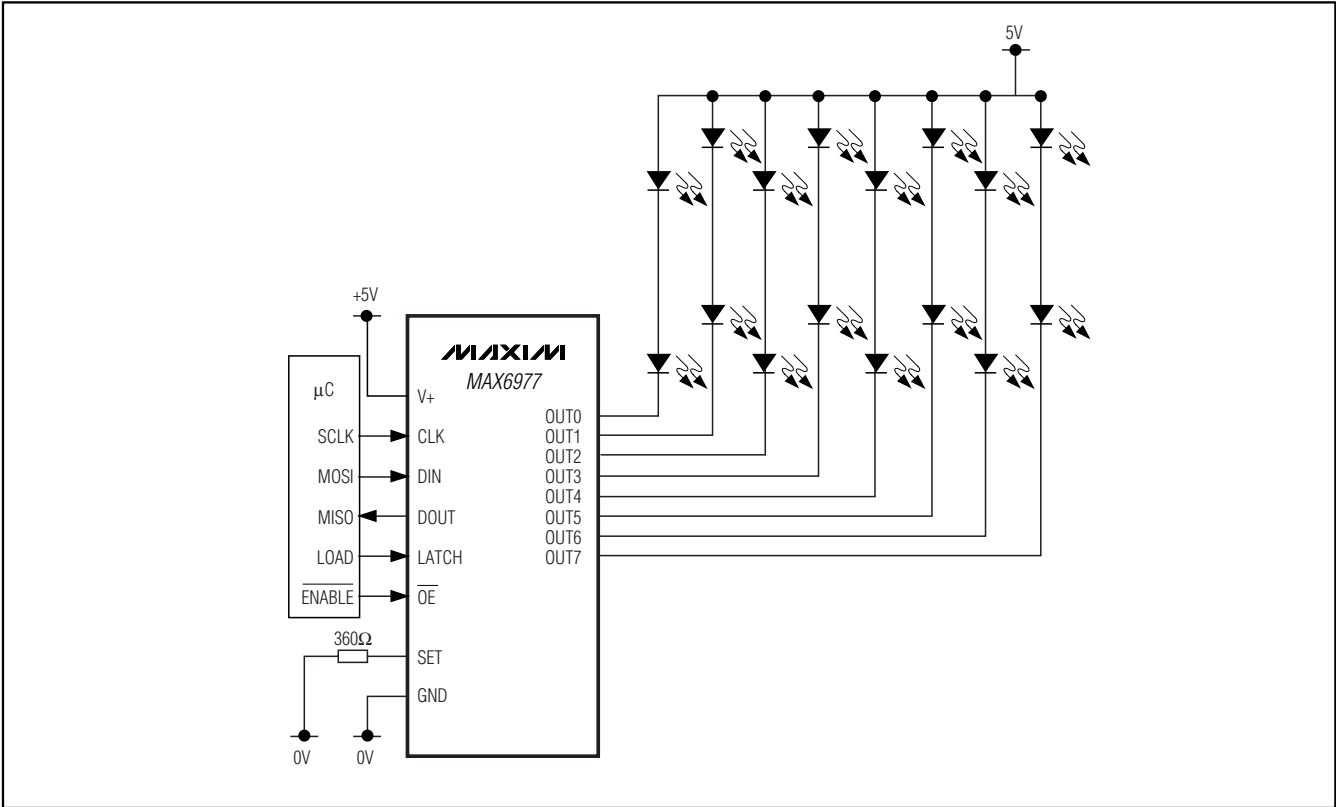 5V
+5V
MAXIM
MAX6977
µC
V+
OUT0
SCLK
CLK
OUT1
OUT2
MOSI
DIN
OUT3
OUT4
MISO
DOUT
OUT5
OUT6
LOAD
LATCH
OUT7
ENABLE
OE
360Ω
SET
GND
0V
0V